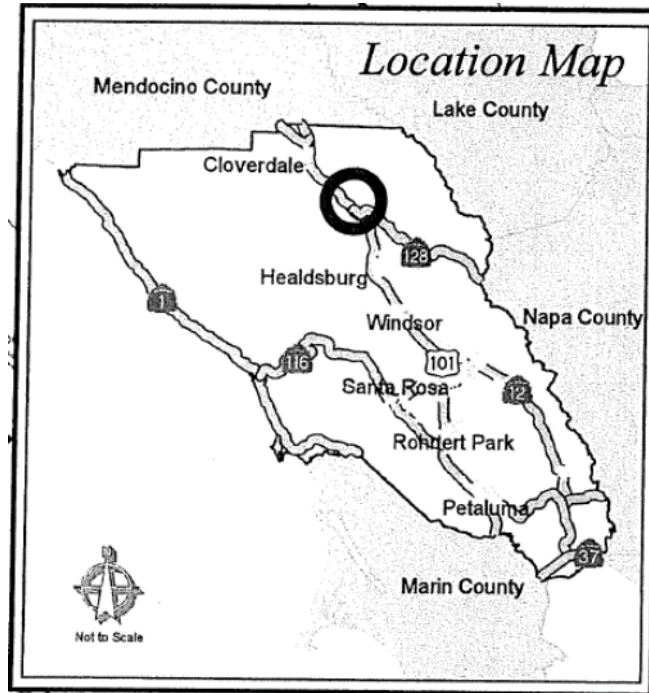 Location Map
Mendocino County
Lake County
Cloverdale
128
Healdsburg
1
Napa County
Windsor
101
116
Santa Rosa
12
Rohnert Park
Petaluma
37
Marin County
N
Not to Scale